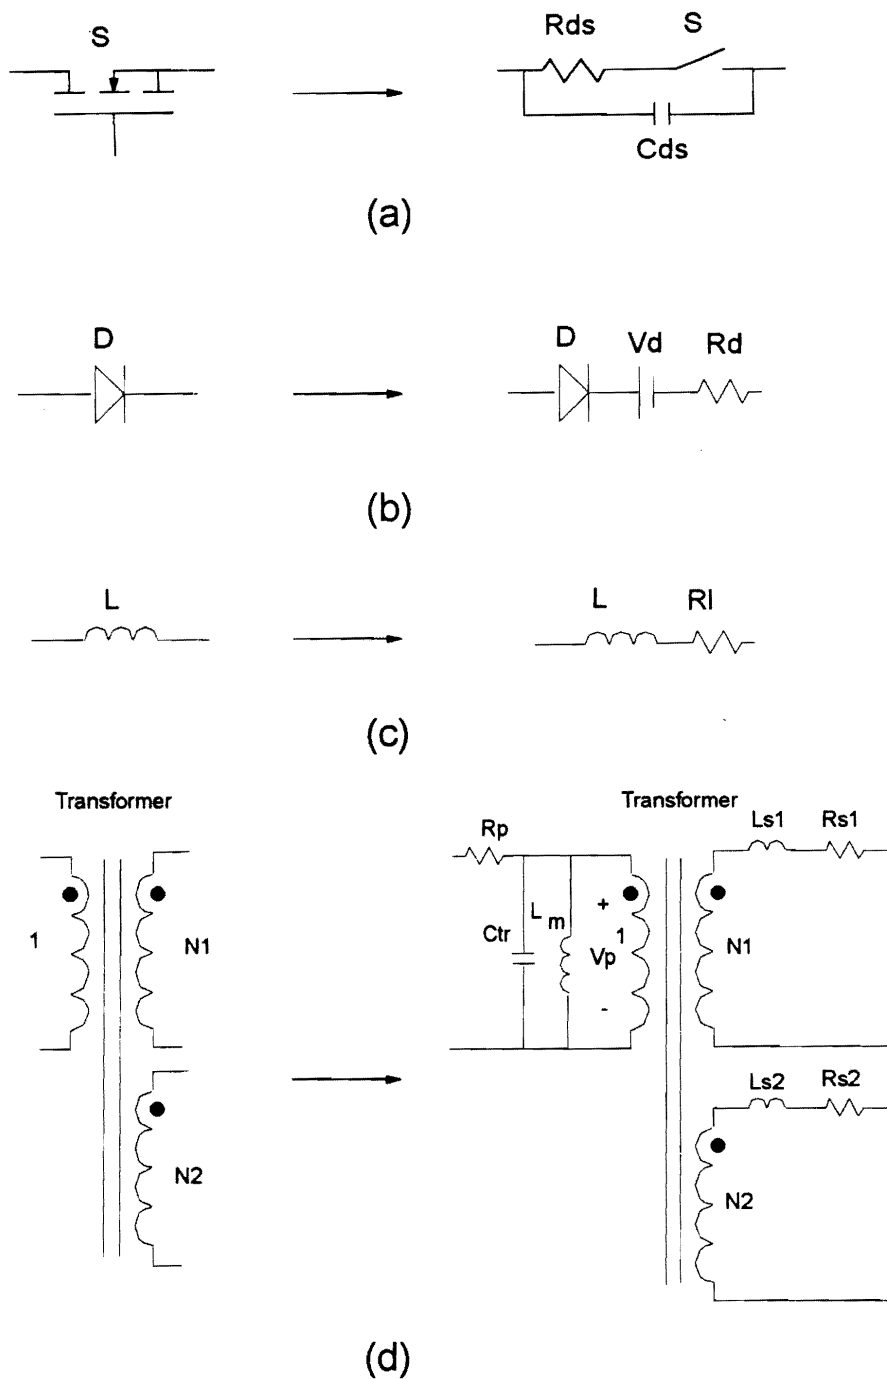 S
Rds
S
Cds
(a)
D
D
Vd
Rd
(b)
L
L
Rl
(c)
Transformer
1
N1
N2
Transformer
Rp
Ctr
L m
+
Vp
-
1
N1
Ls1
Rs1
N2
Ls2
Rs2
(d)